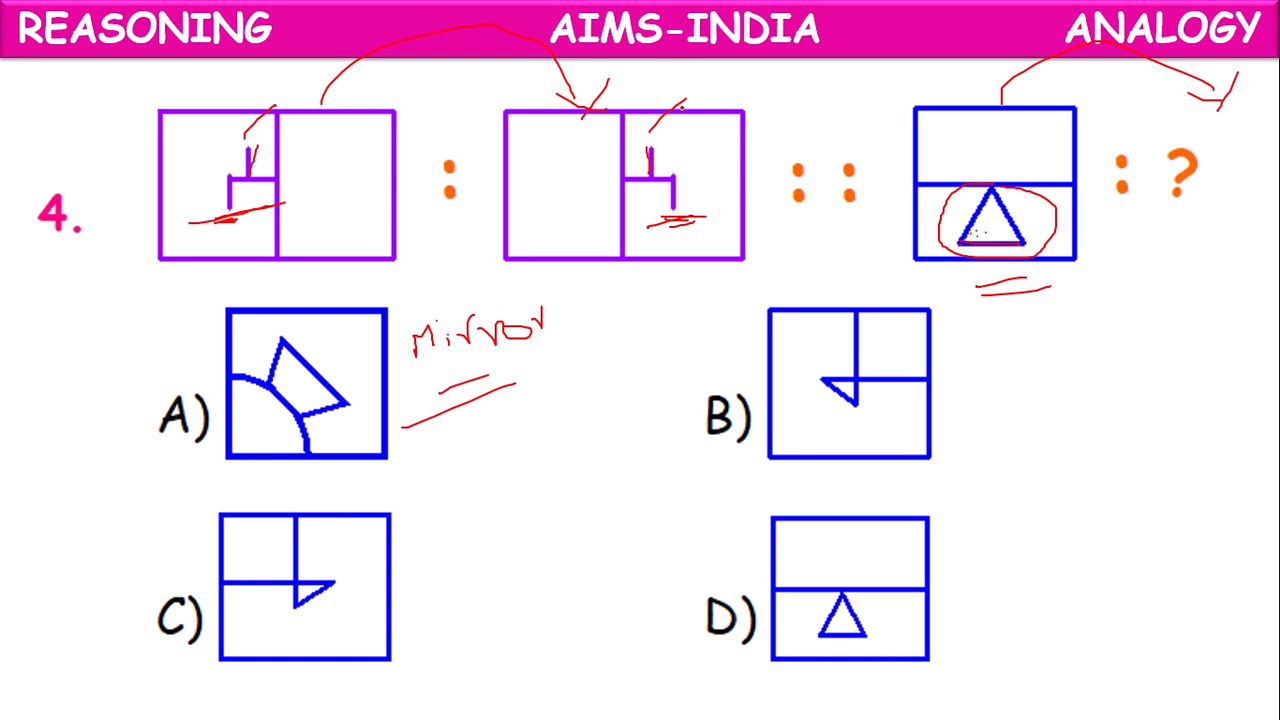 REASONING AIMS-INDIA ANALOGY
4. : : : : ?
A) Mirror B)
C) D)